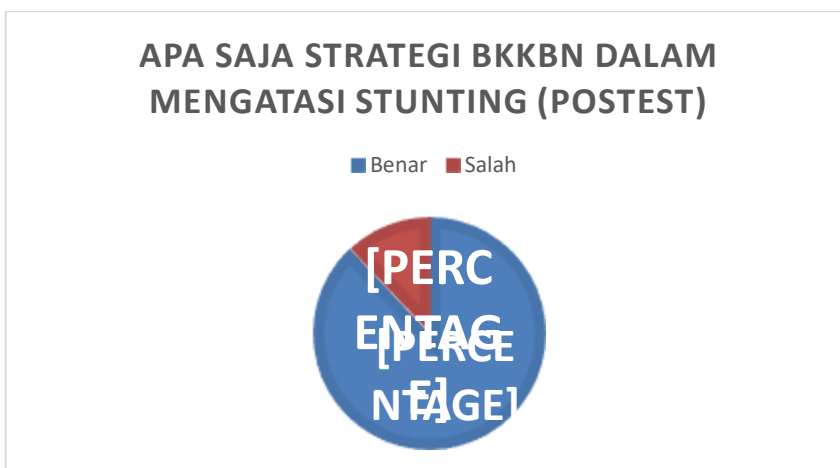 APA SAJA STRATEGI BKKBN DALAM
MENGATASI STUNTING (POSTEST)
Benar Salah
[PERC
ENTAG
E]
[PERCE
NTAGE]